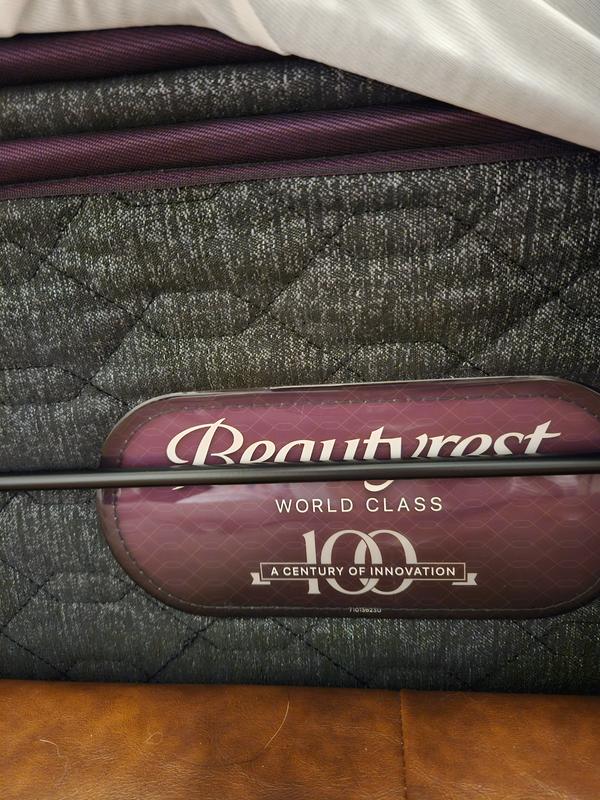 Beautyrest
WORLD CLASS
100
A CENTURY OF INNOVATION